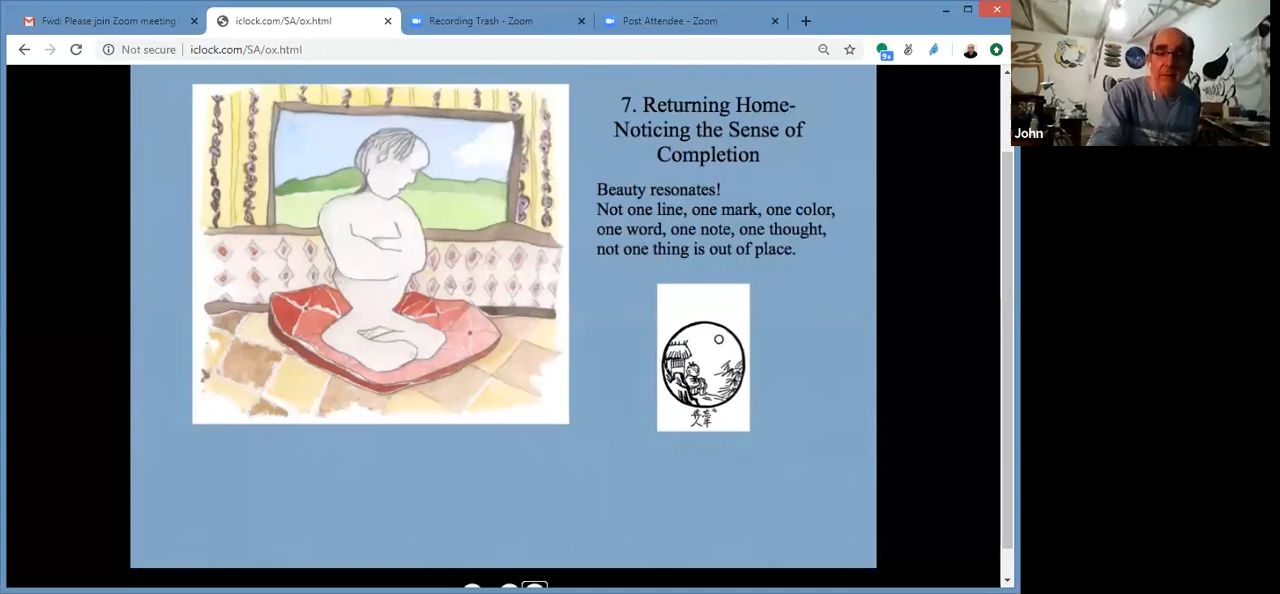 Fwd: Please join Zoom meeting
iclock.com/SA/ox.html
Recording Trash - Zoom
Post Attendee - Zoom
Not secure
iclock.com/SA/ox.html
9+
John
7. Returning Home-
Noticing the Sense of
Completion
Beauty resonates!
Not one line, one mark, one color,
one word, one note, one thought,
not one thing is out of place.